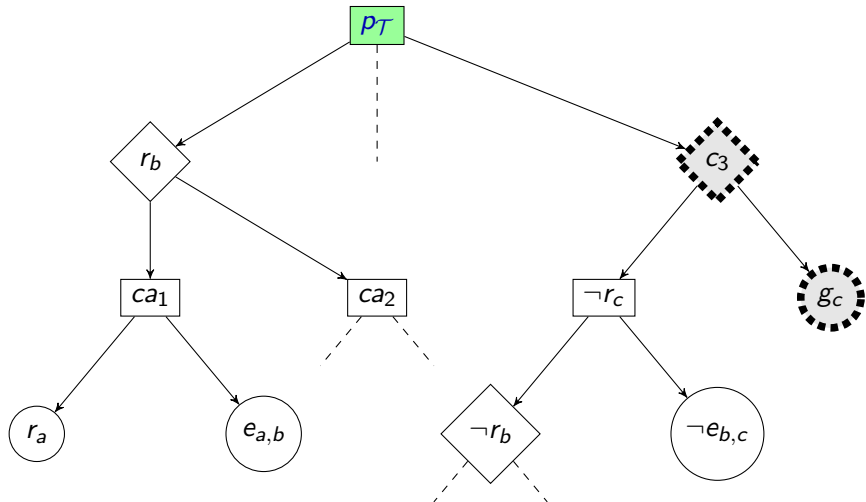 p_𝒯
r_b
c_3
ca_1
ca_2
¬r_c
g_c
r_a
e_{a,b}
¬r_b
¬e_{b,c}